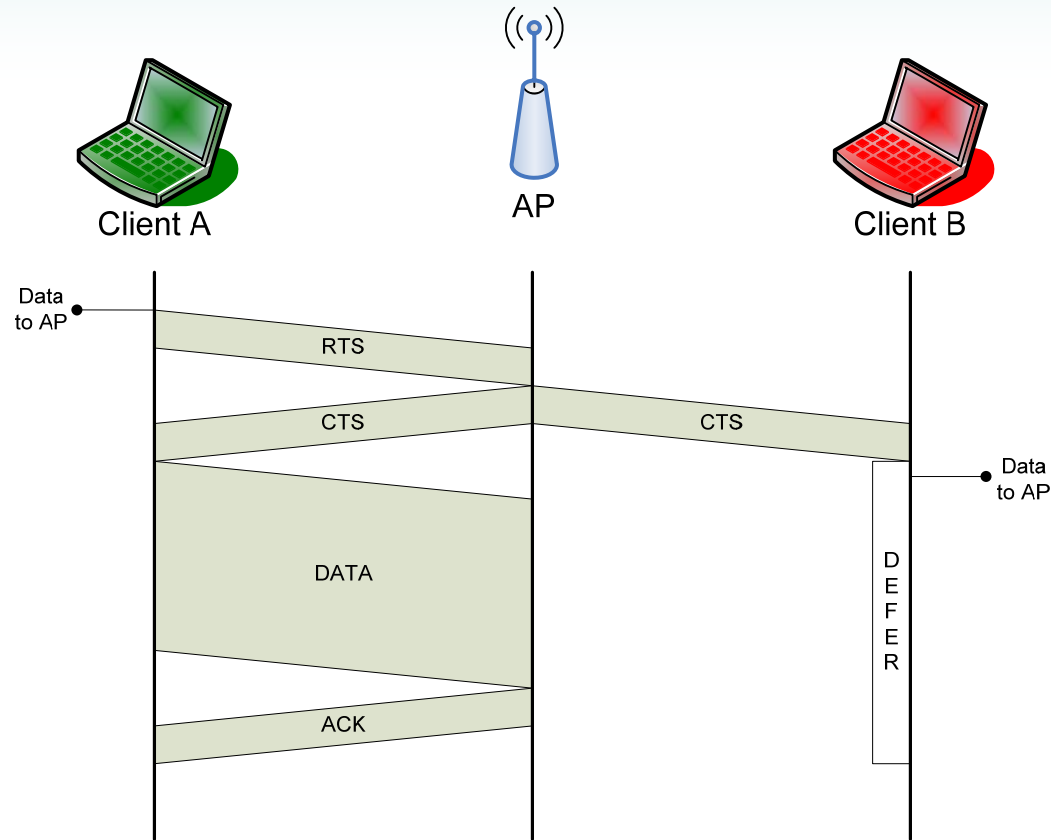 Client A
AP
Client B
Data
to AP
RTS
CTS
CTS
Data
to AP
DATA
D
E
F
E
R
ACK